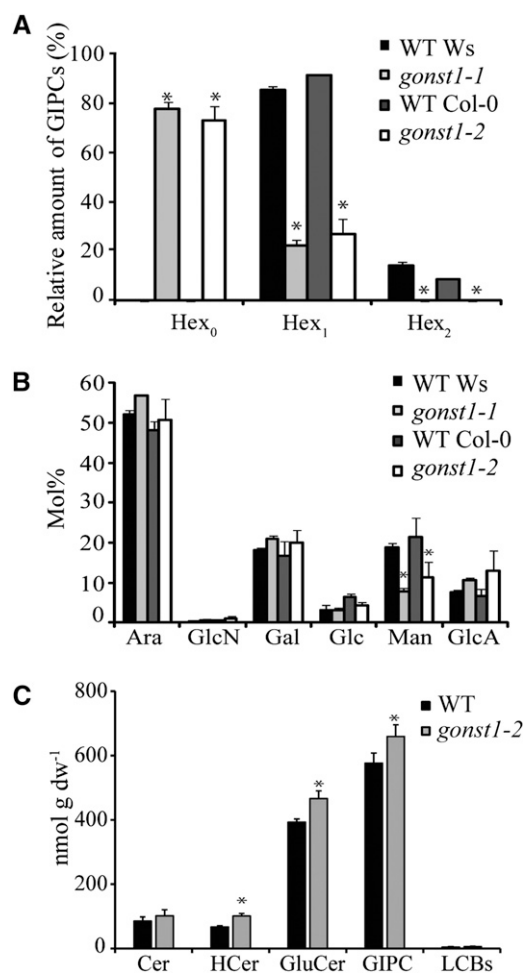 A
Relative amount of GIPCs (%)
100
80
60
40
20
0
WT Ws
gonst1-1
WT Col-0
gonst1-2
* * * * * *
Hex0 Hex1 Hex2
B
Mol%
60
50
40
30
20
10
0
WT Ws
gonst1-1
WT Col-0
gonst1-2
* *
Ara GlcN Gal Glc Man GlcA
C
nmol g dw-1
800
600
400
200
0
WT
gonst1-2
* * *
Cer HCer GluCer GIPC LCBs